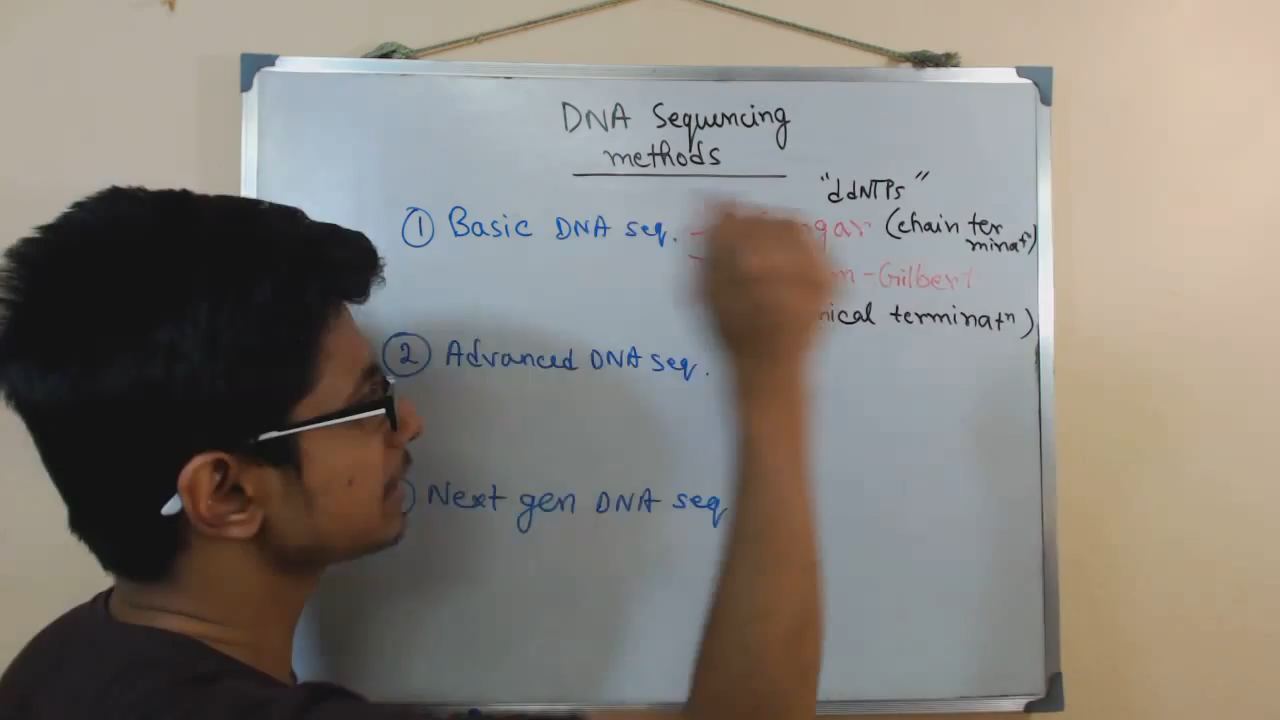 DNA Sequencing
methods
"ddNTPs"
① Basic DNA seq. (chain ter
minatⁿ)
-Gilbert
terminatⁿ)
② Advanced DNA seq.
Next gen DNA seq